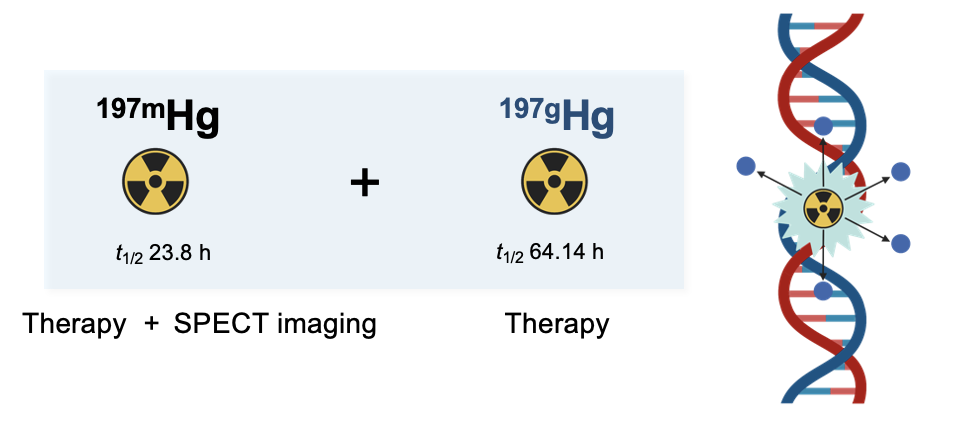 197mHg + 197gHg
t1/2 23.8 h t1/2 64.14 h
Therapy + SPECT imaging Therapy